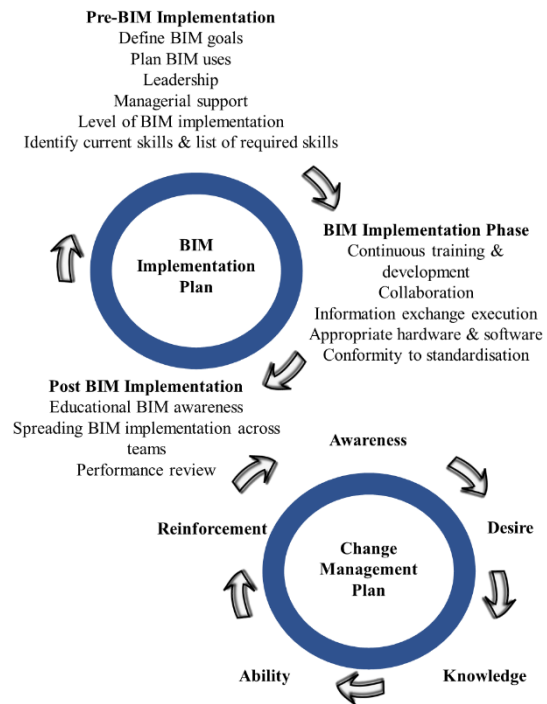 Pre-BIM Implementation
Define BIM goals
Plan BIM uses
Leadership
Managerial support
Level of BIM implementation
Identify current skills & list of required skills
BIM
Implementation
Plan
BIM Implementation Phase
Continuous training &
development
Collaboration
Information exchange execution
Appropriate hardware & software
Conformity to standardisation
Post BIM Implementation
Educational BIM awareness
Spreading BIM implementation across
teams
Performance review
Awareness
Desire
Knowledge
Ability
Reinforcement
Change
Management
Plan